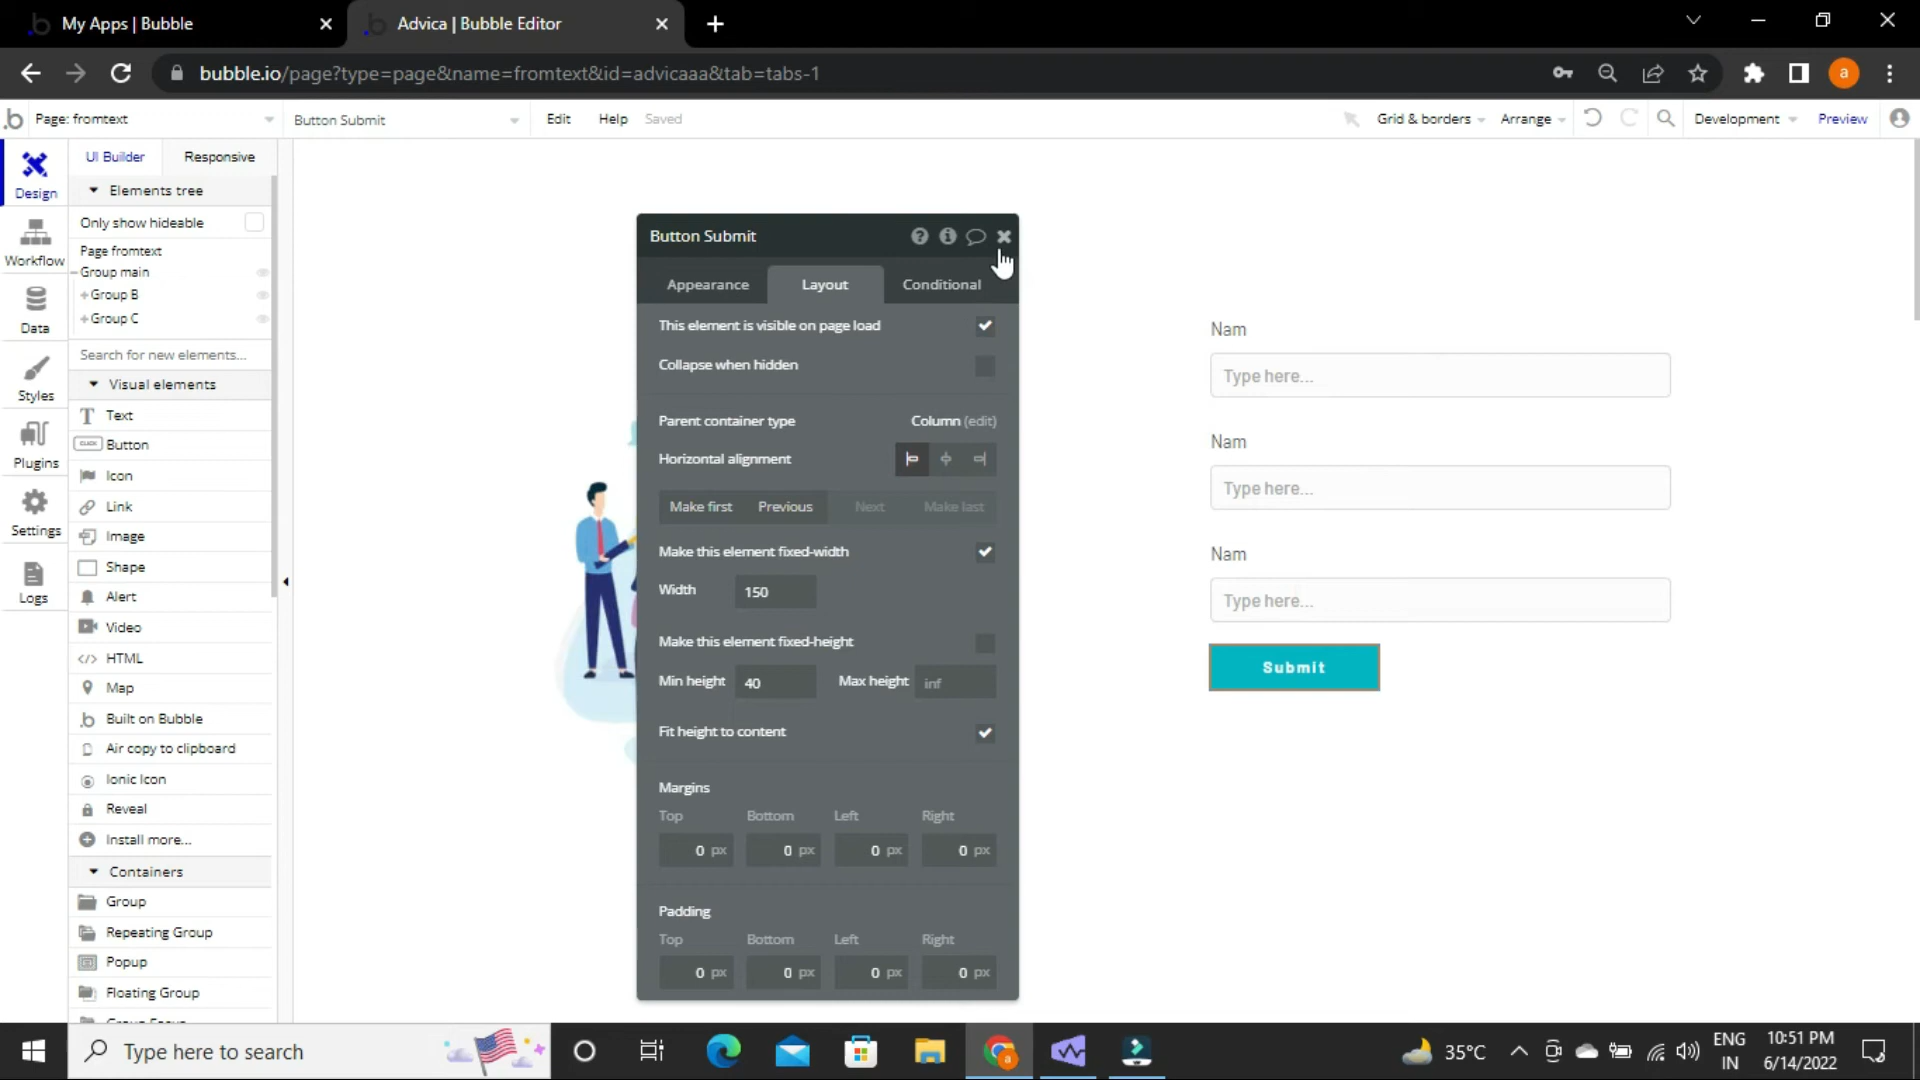 My Apps | Bubble
Advica | Bubble Editor
bubble.io/page?type=page&name=fromtext&id=advicaaa&tab=tabs-1
a
Page: fromtext
Button Submit
Edit
Help
Saved
Grid & borders
Arrange
Development
Preview
Design
Workflow
Data
Styles
Plugins
Settings
Logs
UI Builder
Responsive
Elements tree
Only show hideable
Page fromtext
Group main
Group B
Group C
Search for new elements...
Visual elements
Text
CLICK
Button
Icon
Link
Image
Shape
Alert
Video
HTML
Map
Built on Bubble
Air copy to clipboard
Ionic Icon
Reveal
Install more...
Containers
Group
Repeating Group
Popup
Floating Group
Button Submit
Appearance
Layout
Conditional
This element is visible on page load
Collapse when hidden
Parent container type
Column (edit)
Horizontal alignment
Make first
Previous
Next
Make last
Make this element fixed-width
Width
150
Make this element fixed-height
Min height
40
Max height
inf
Fit height to content
Margins
Top
Bottom
Left
Right
0 px
0 px
0 px
0 px
Padding
Top
Bottom
Left
Right
0 px
0 px
0 px
0 px
Nam
Type here...
Nam
Type here...
Nam
Type here...
Submit
Type here to search
a
35°C
ENG
IN
10:51 PM
6/14/2022